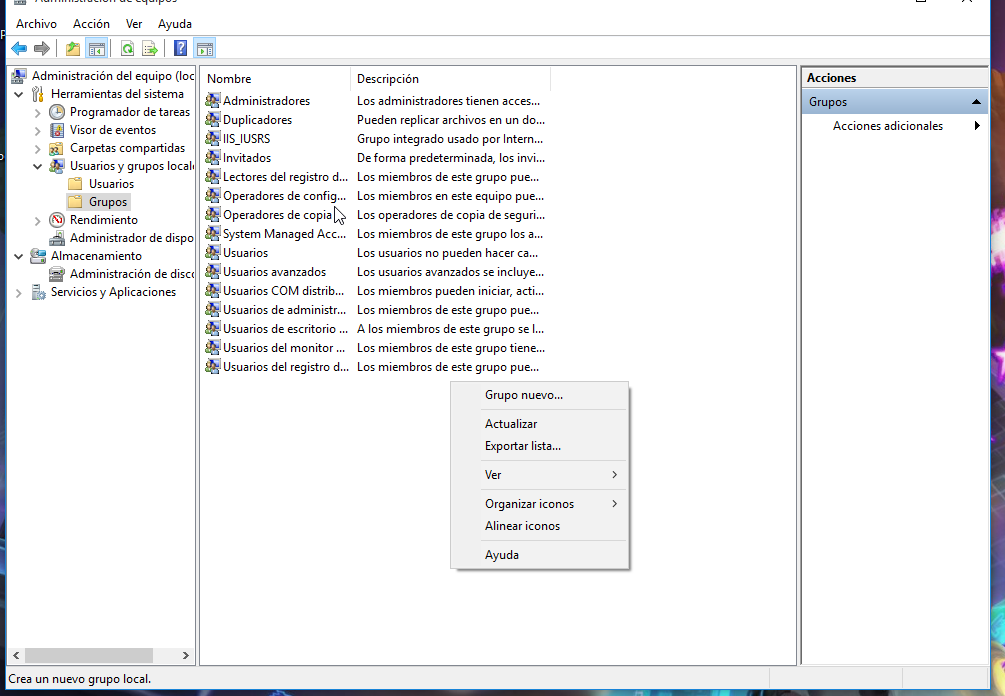 Administración de equipos
Archivo Acción Ver Ayuda
Administración del equipo (loc
Herramientas del sistema
Programador de tareas
Visor de eventos
Carpetas compartidas
Usuarios y grupos locale
Usuarios
Grupos
Rendimiento
Administrador de dispo
Almacenamiento
Administración de disco
Servicios y Aplicaciones
Nombre Descripción
Administradores Los administradores tienen acces...
Duplicadores Pueden replicar archivos en un do...
IIS_IUSRS Grupo integrado usado por Intern...
Invitados De forma predeterminada, los invi...
Lectores del registro d... Los miembros de este grupo pue...
Operadores de config... Los miembros en este equipo pue...
Operadores de copia Los operadores de copia de seguri...
System Managed Acc... Los miembros de este grupo los a...
Usuarios Los usuarios no pueden hacer ca...
Usuarios avanzados Los usuarios avanzados se incluye...
Usuarios COM distrib... Los miembros pueden iniciar, acti...
Usuarios de administr... Los miembros de este grupo pue...
Usuarios de escritorio ... A los miembros de este grupo se l...
Usuarios del monitor ... Los miembros de este grupo tiene...
Usuarios del registro d... Los miembros de este grupo pue...
Grupo nuevo...
Actualizar
Exportar lista...
Ver
Organizar iconos
Alinear iconos
Ayuda
Acciones
Grupos
Acciones adicionales
Crea un nuevo grupo local.